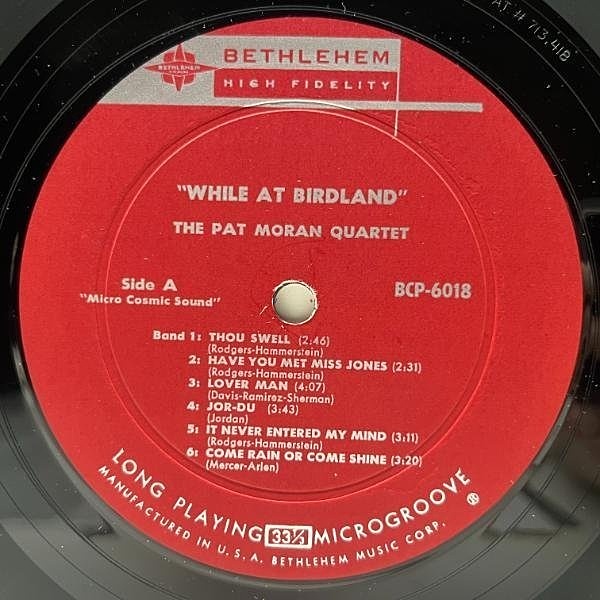 AT # 713,418
BETHLEHEM
BETHLEHEM
HIGH FIDELITY
"WHILE AT BIRDLAND"
THE PAT MORAN QUARTET
Side A
"Micro Cosmic Sound"
BCP-6018
Band 1: THOU SWELL (2:46)
(Rodgers-Hammerstein)
2: HAVE YOU MET MISS JONES (2:31)
(Rodgers-Hammerstein)
3: LOVER MAN (4:07)
(Davis-Ramirez-Sherman)
4: JOR-DU (3:43)
(Jordan)
5: IT NEVER ENTERED MY MIND (3:11)
(Rodgers-Hammerstein)
6: COME RAIN OR COME SHINE (3:20)
(Mercer-Arlen)
LONG PLAYING 33⅓ MICROGROOVE
MANUFACTURED IN U.S.A. BETHLEHEM MUSIC CORP.